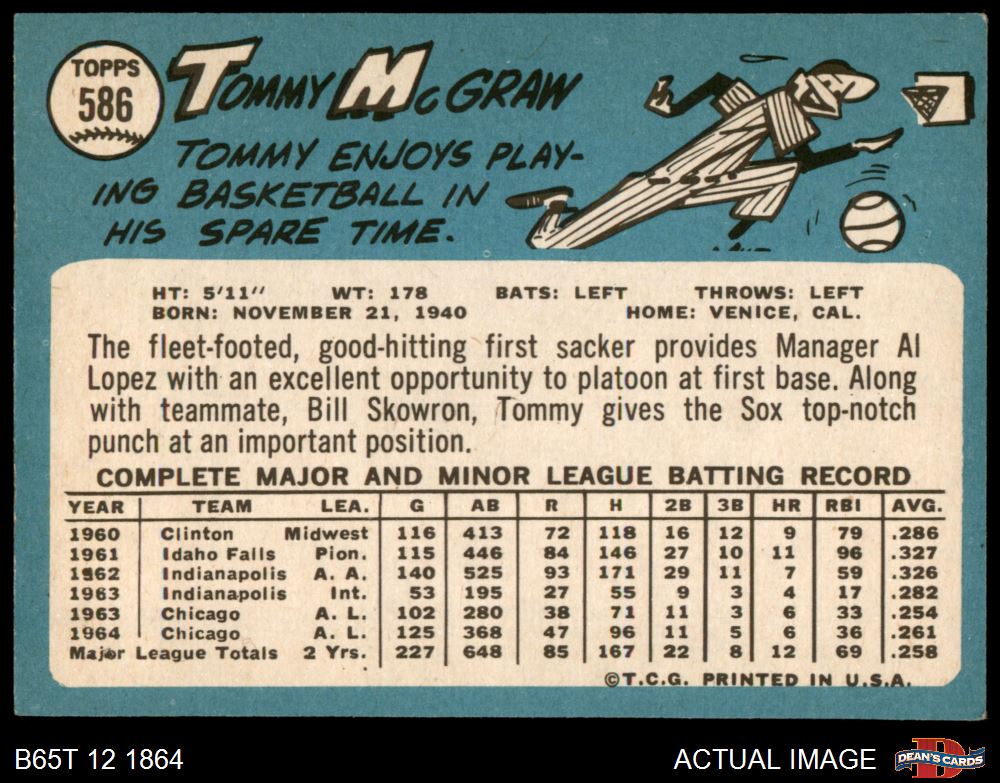 TOPPS
586
TOMMY McGRAW
TOMMY ENJOYS PLAY-
ING BASKETBALL IN
HIS SPARE TIME.
HT: 5'11" WT: 178 BATS: LEFT THROWS: LEFT
BORN: NOVEMBER 21, 1940 HOME: VENICE, CAL.
The fleet-footed, good-hitting first sacker provides Manager Al
Lopez with an excellent opportunity to platoon at first base. Along
with teammate, Bill Skowron, Tommy gives the Sox top-notch
punch at an important position.
COMPLETE MAJOR AND MINOR LEAGUE BATTING RECORD
YEAR TEAM LEA. G AB R H 2B 3B HR RBI AVG.
1960 Clinton Midwest 116 413 72 118 16 12 9 79 .286
1961 Idaho Falls Pion. 115 446 84 146 27 10 11 96 .327
1962 Indianapolis A. A. 140 525 93 171 29 11 7 59 .326
1963 Indianapolis Int. 53 195 27 55 9 3 4 17 .282
1963 Chicago A. L. 102 280 38 71 11 3 6 33 .254
1964 Chicago A. L. 125 368 47 96 11 5 6 36 .261
Major League Totals 2 Yrs. 227 648 85 167 22 8 12 69 .258
©T.C.G. PRINTED IN U.S.A.
B65T 12 1864 ACTUAL IMAGE
D
DEAN'S CARDS